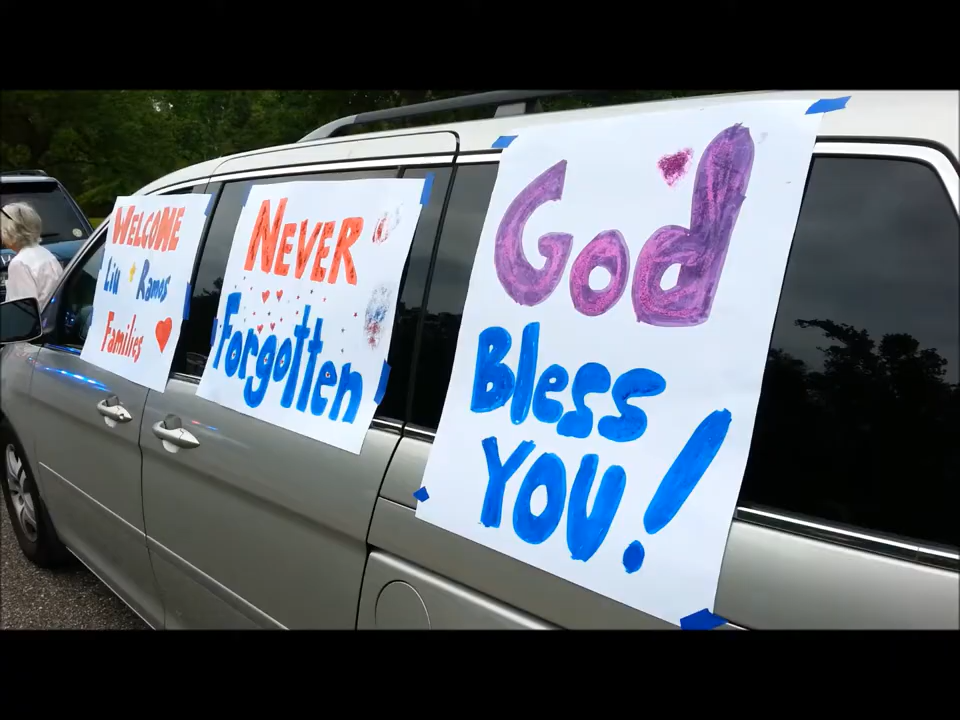 WELCOME
Liu Ramos
Families
NEVER
Forgotten
God
Bless
YOU!